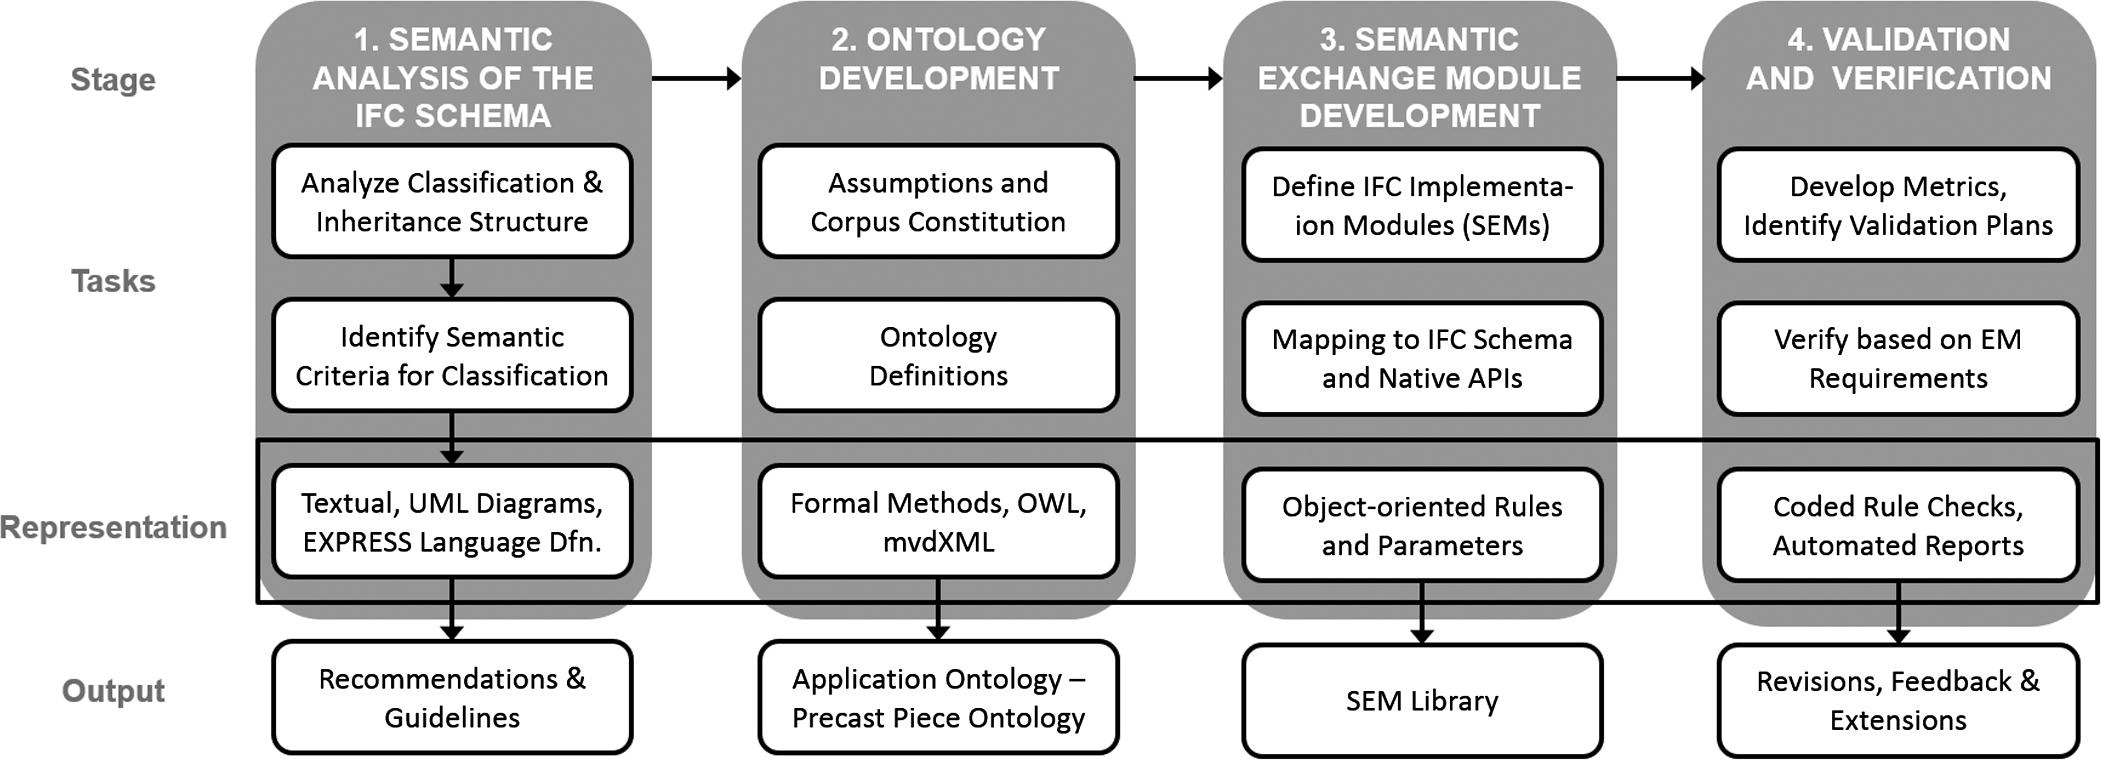 Stage
1. SEMANTIC
ANALYSIS OF THE
IFC SCHEMA
2. ONTOLOGY
DEVELOPMENT
3. SEMANTIC
EXCHANGE MODULE
DEVELOPMENT
4. VALIDATION
AND VERIFICATION
Tasks
Analyze Classification &
Inheritance Structure
Assumptions and
Corpus Constitution
Define IFC Implementa-
ion Modules (SEMs)
Develop Metrics,
Identify Validation Plans
Identify Semantic
Criteria for Classification
Ontology
Definitions
Mapping to IFC Schema
and Native APIs
Verify based on EM
Requirements
Representation
Textual, UML Diagrams,
EXPRESS Language Dfn.
Formal Methods, OWL,
mvdXML
Object-oriented Rules
and Parameters
Coded Rule Checks,
Automated Reports
Output
Recommendations &
Guidelines
Application Ontology –
Precast Piece Ontology
SEM Library
Revisions, Feedback &
Extensions